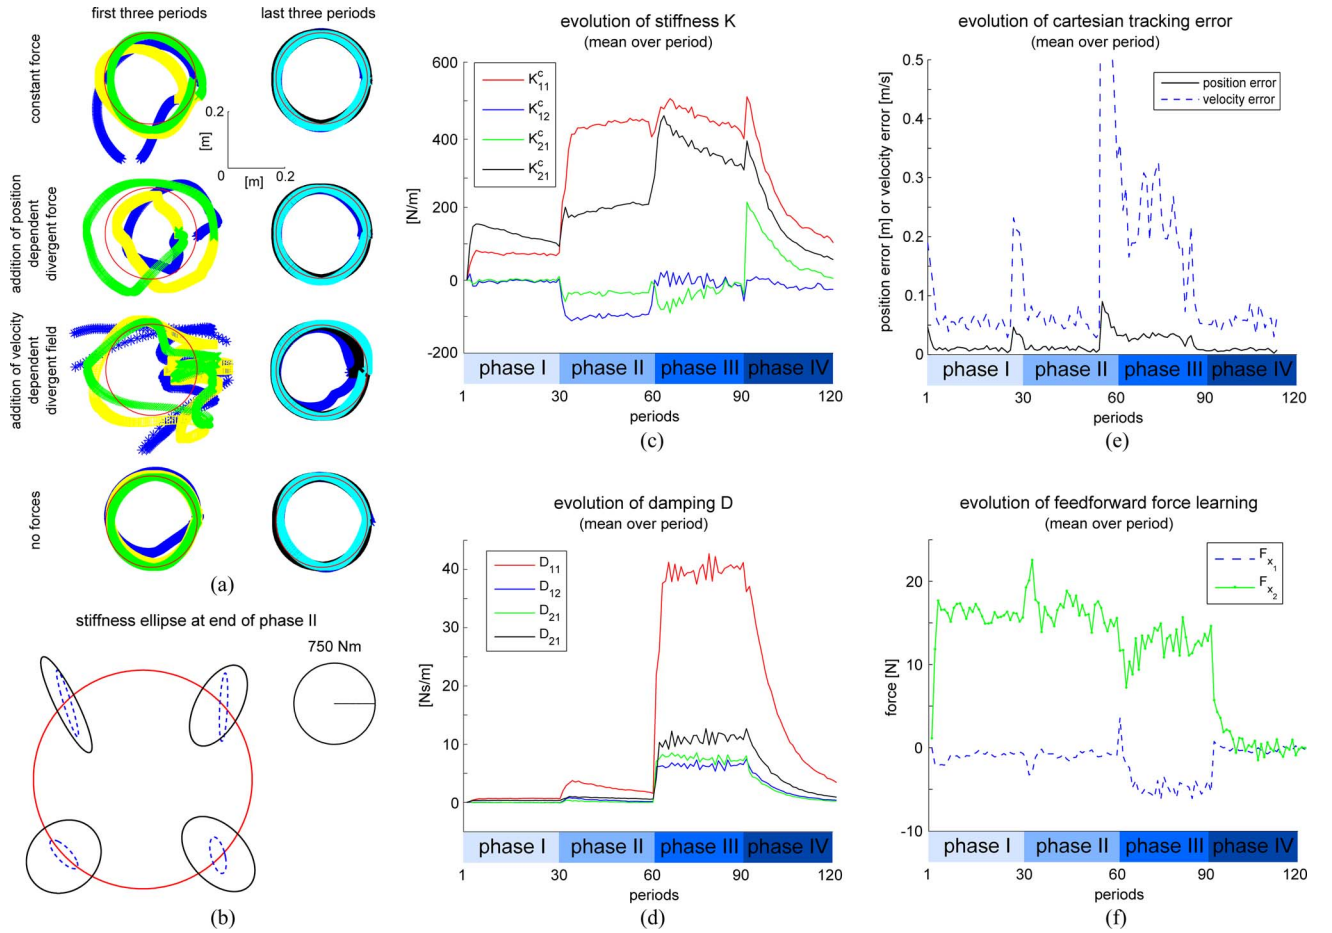 first three periods
last three periods
constant force
0.2
[m]
0
[m]
0.2
addition of position
dependent
divergent force
addition of velocity
dependent
divergent field
no forces
(a)
stiffness ellipse at end of phase II
750 Nm
(b)
evolution of stiffness K
(mean over period)
600
400
200
0
-200
[N/m]
K^c_11
K^c_12
K^c_21
K^c_21
phase I
phase II
phase III
phase IV
1
30
60
90
120
periods
(c)
evolution of damping D
(mean over period)
40
30
20
10
0
[Ns/m]
D_11
D_12
D_21
D_21
phase I
phase II
phase III
phase IV
1
30
60
90
120
periods
(d)
evolution of cartesian tracking error
(mean over period)
0.5
0.4
0.3
0.2
0.1
0
position error [m] or velocity error [m/s]
position error
velocity error
phase I
phase II
phase III
phase IV
1
30
60
90
120
periods
(e)
evolution of feedforward force learning
(mean over period)
20
10
0
-10
force [N]
F_x_1
F_x_2
phase I
phase II
phase III
phase IV
1
30
60
90
120
periods
(f)